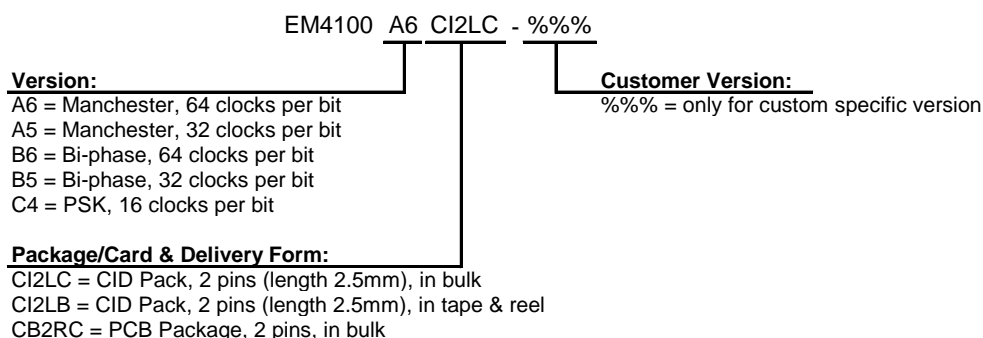 EM4100 A6 CI2LC - %%%
Version:
A6 = Manchester, 64 clocks per bit
A5 = Manchester, 32 clocks per bit
B6 = Bi-phase, 64 clocks per bit
B5 = Bi-phase, 32 clocks per bit
C4 = PSK, 16 clocks per bit
Customer Version:
%%% = only for custom specific version
Package/Card & Delivery Form:
CI2LC = CID Pack, 2 pins (length 2.5mm), in bulk
CI2LB = CID Pack, 2 pins (length 2.5mm), in tape & reel
CB2RC = PCB Package, 2 pins, in bulk